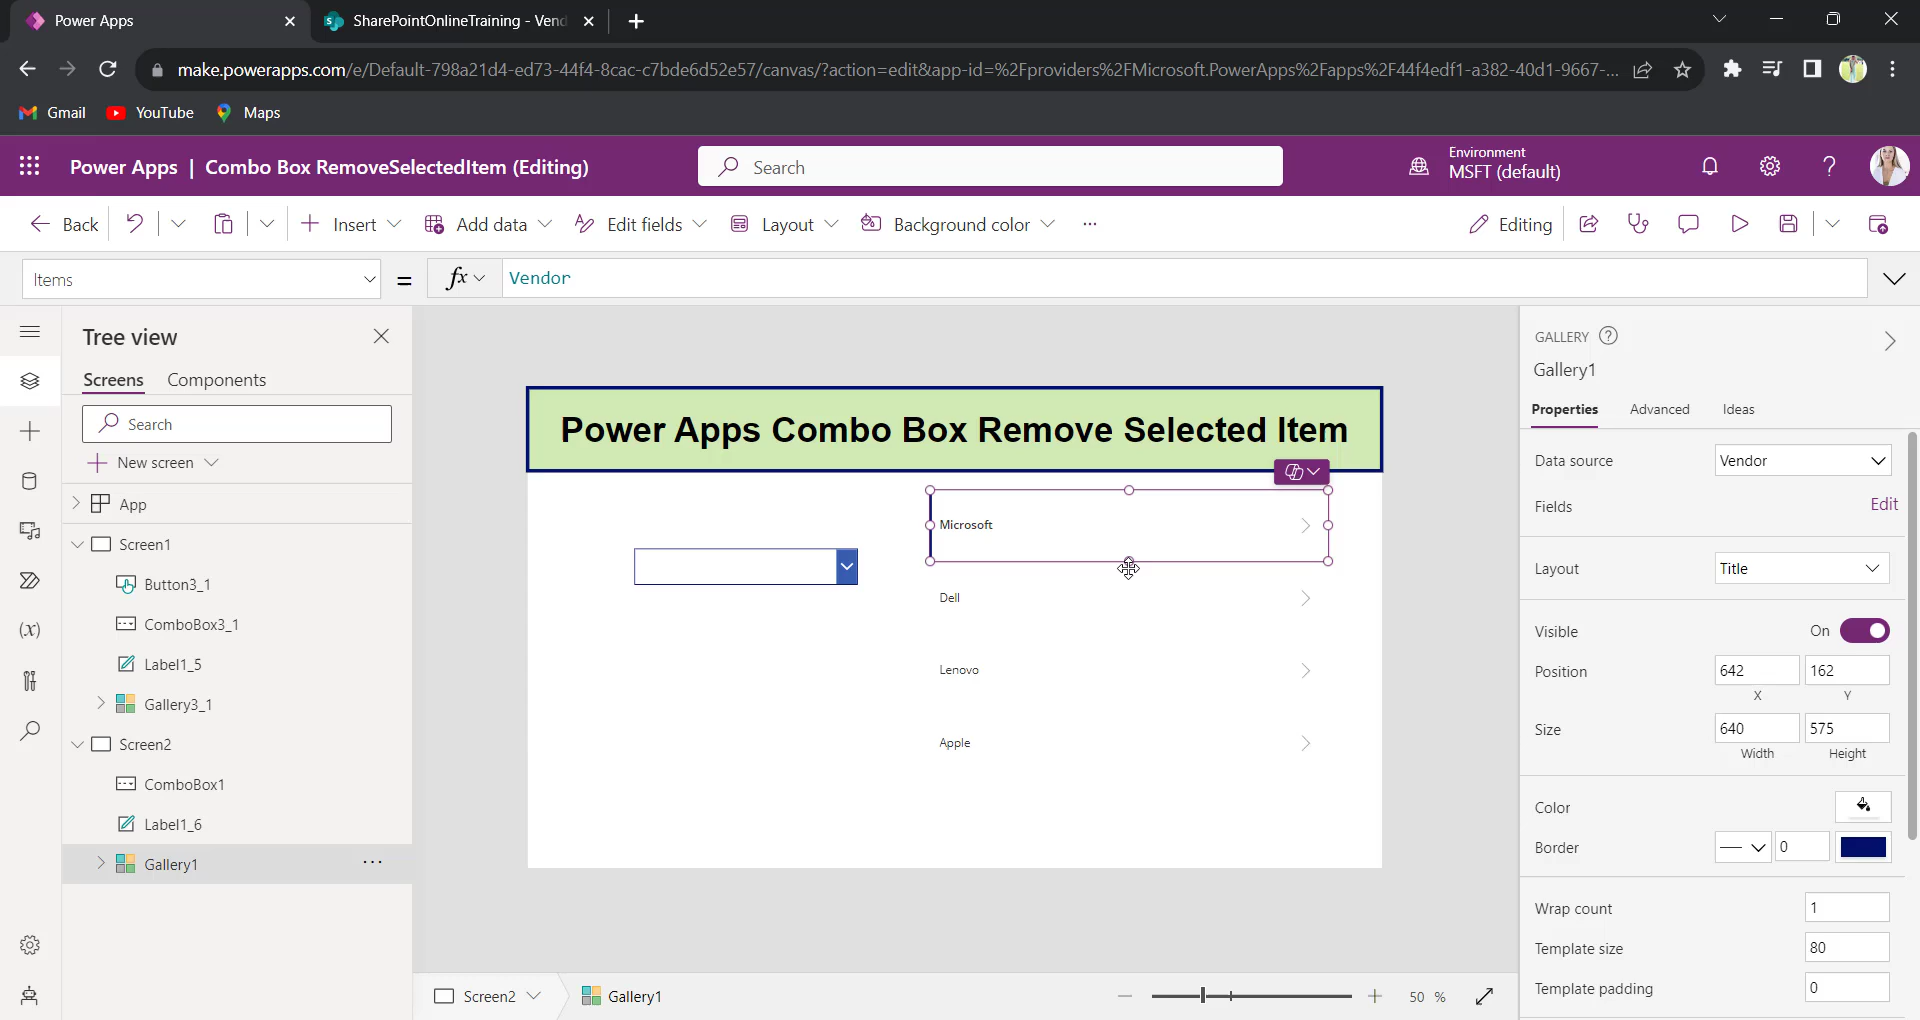 Power Apps
SharePointOnlineTraining - Vend
make.powerapps.com/e/Default-798a21d4-ed73-44f4-8cac-c7bde6d52e57/canvas/?action=edit&app-id=%2Fproviders%2FMicrosoft.PowerApps%2Fapps%2F44f4edf1-a382-40d1-9667-...
Gmail YouTube Maps
Power Apps | Combo Box RemoveSelectedItem (Editing)
Search
Environment
MSFT (default)
Back Insert Add data Edit fields Layout Background color ... Editing
Items = fx Vendor
Tree view
Screens Components
Search
New screen
App
Screen1
Button3_1
ComboBox3_1
Label1_5
Gallery3_1
Screen2
ComboBox1
Label1_6
Gallery1 ...
Power Apps Combo Box Remove Selected Item
Microsoft
Dell
Lenovo
Apple
Screen2 Gallery1
50 %
GALLERY
Gallery1
Properties Advanced Ideas
Data source Vendor
Fields Edit
Layout Title
Visible On
Position 642 162
X Y
Size 640 575
Width Height
Color
Border 0
Wrap count 1
Template size 80
Template padding 0